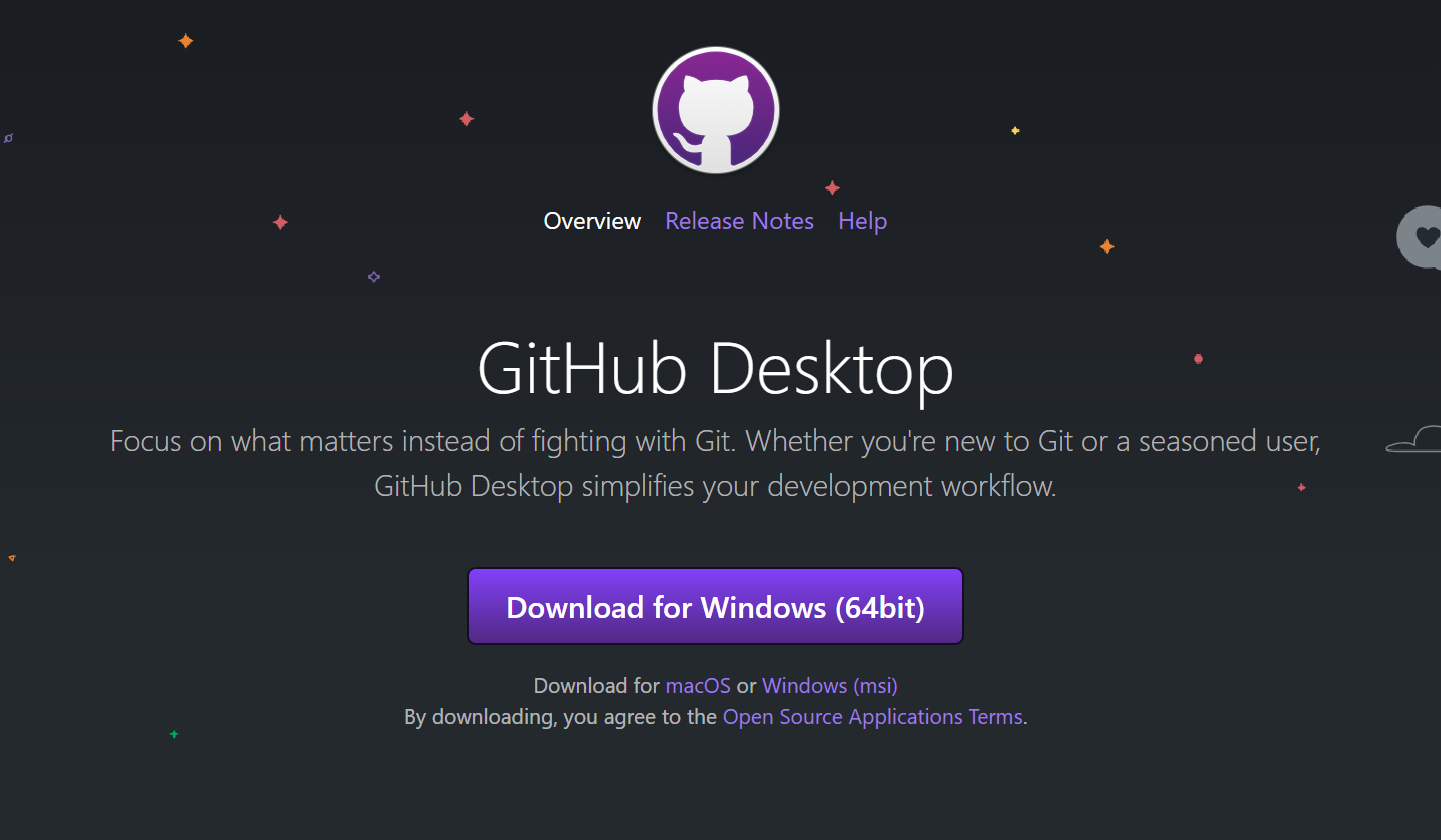 Overview Release Notes Help
GitHub Desktop
Focus on what matters instead of fighting with Git. Whether you're new to Git or a seasoned user,
GitHub Desktop simplifies your development workflow.
Download for Windows (64bit)
Download for macOS or Windows (msi)
By downloading, you agree to the Open Source Applications Terms.